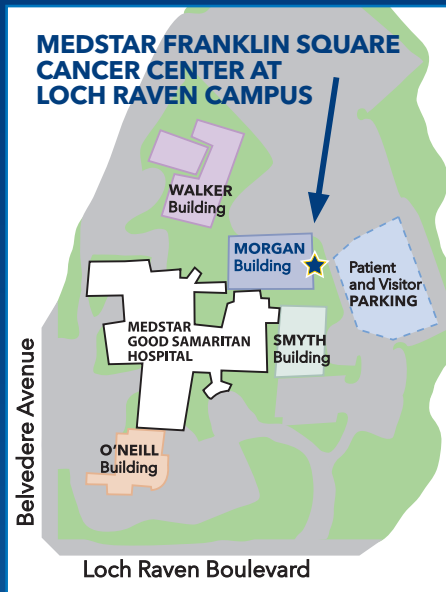 MEDSTAR FRANKLIN SQUARE
CANCER CENTER AT
LOCH RAVEN CAMPUS
WALKER
Building
MORGAN
Building
Patient
and Visitor
PARKING
MEDSTAR
GOOD SAMARITAN
HOSPITAL
SMYTH
Building
O'NEILL
Building
Belvedere Avenue
Loch Raven Boulevard